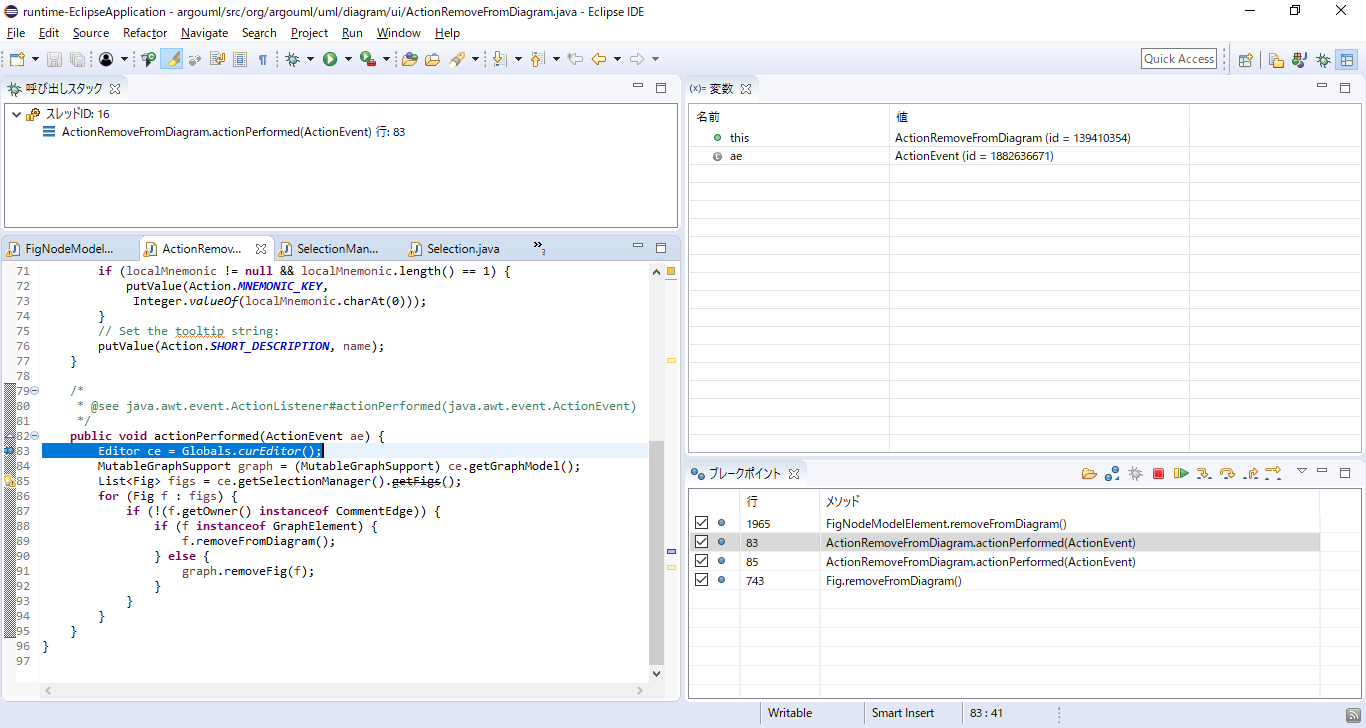 runtime-EclipseApplication - argouml/src/org/argouml/uml/diagram/ui/ActionRemoveFromDiagram.java - Eclipse IDE
File Edit Source Refactor Navigate Search Project Run Window Help
Quick Access
呼び出しスタック
スレッドID: 16
ActionRemoveFromDiagram.actionPerformed(ActionEvent) 行: 83
(x)= 変数
名前 値
this ActionRemoveFromDiagram (id = 139410354)
ae ActionEvent (id = 1882636671)
FigNodeModel... ActionRemov... SelectionMan... Selection.java »3
71 if (localMnemonic != null && localMnemonic.length() == 1) {
72 putValue(Action.MNEMONIC_KEY,
73 Integer.valueOf(localMnemonic.charAt(0)));
74 }
75 // Set the tooltip string:
76 putValue(Action.SHORT_DESCRIPTION, name);
77 }
78
79 /*
80 * @see java.awt.event.ActionListener#actionPerformed(java.awt.event.ActionEvent)
81 */
82 public void actionPerformed(ActionEvent ae) {
83 Editor ce = Globals.curEditor();
84 MutableGraphSupport graph = (MutableGraphSupport) ce.getGraphModel();
85 List<Fig> figs = ce.getSelectionManager().getFigs();
86 for (Fig f : figs) {
87 if (!(f.getOwner() instanceof CommentEdge)) {
88 if (f instanceof GraphElement) {
89 f.removeFromDiagram();
90 } else {
91 graph.removeFig(f);
92 }
93 }
94 }
95 }
96 }
97
ブレークポイント
行 メソッド
1965 FigNodeModelElement.removeFromDiagram()
83 ActionRemoveFromDiagram.actionPerformed(ActionEvent)
85 ActionRemoveFromDiagram.actionPerformed(ActionEvent)
743 Fig.removeFromDiagram()
Writable Smart Insert 83 : 41